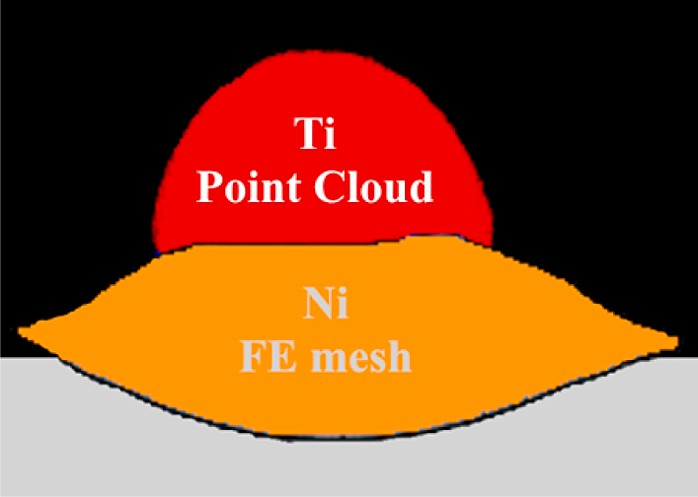 Ti
Point Cloud
Ni
FE mesh